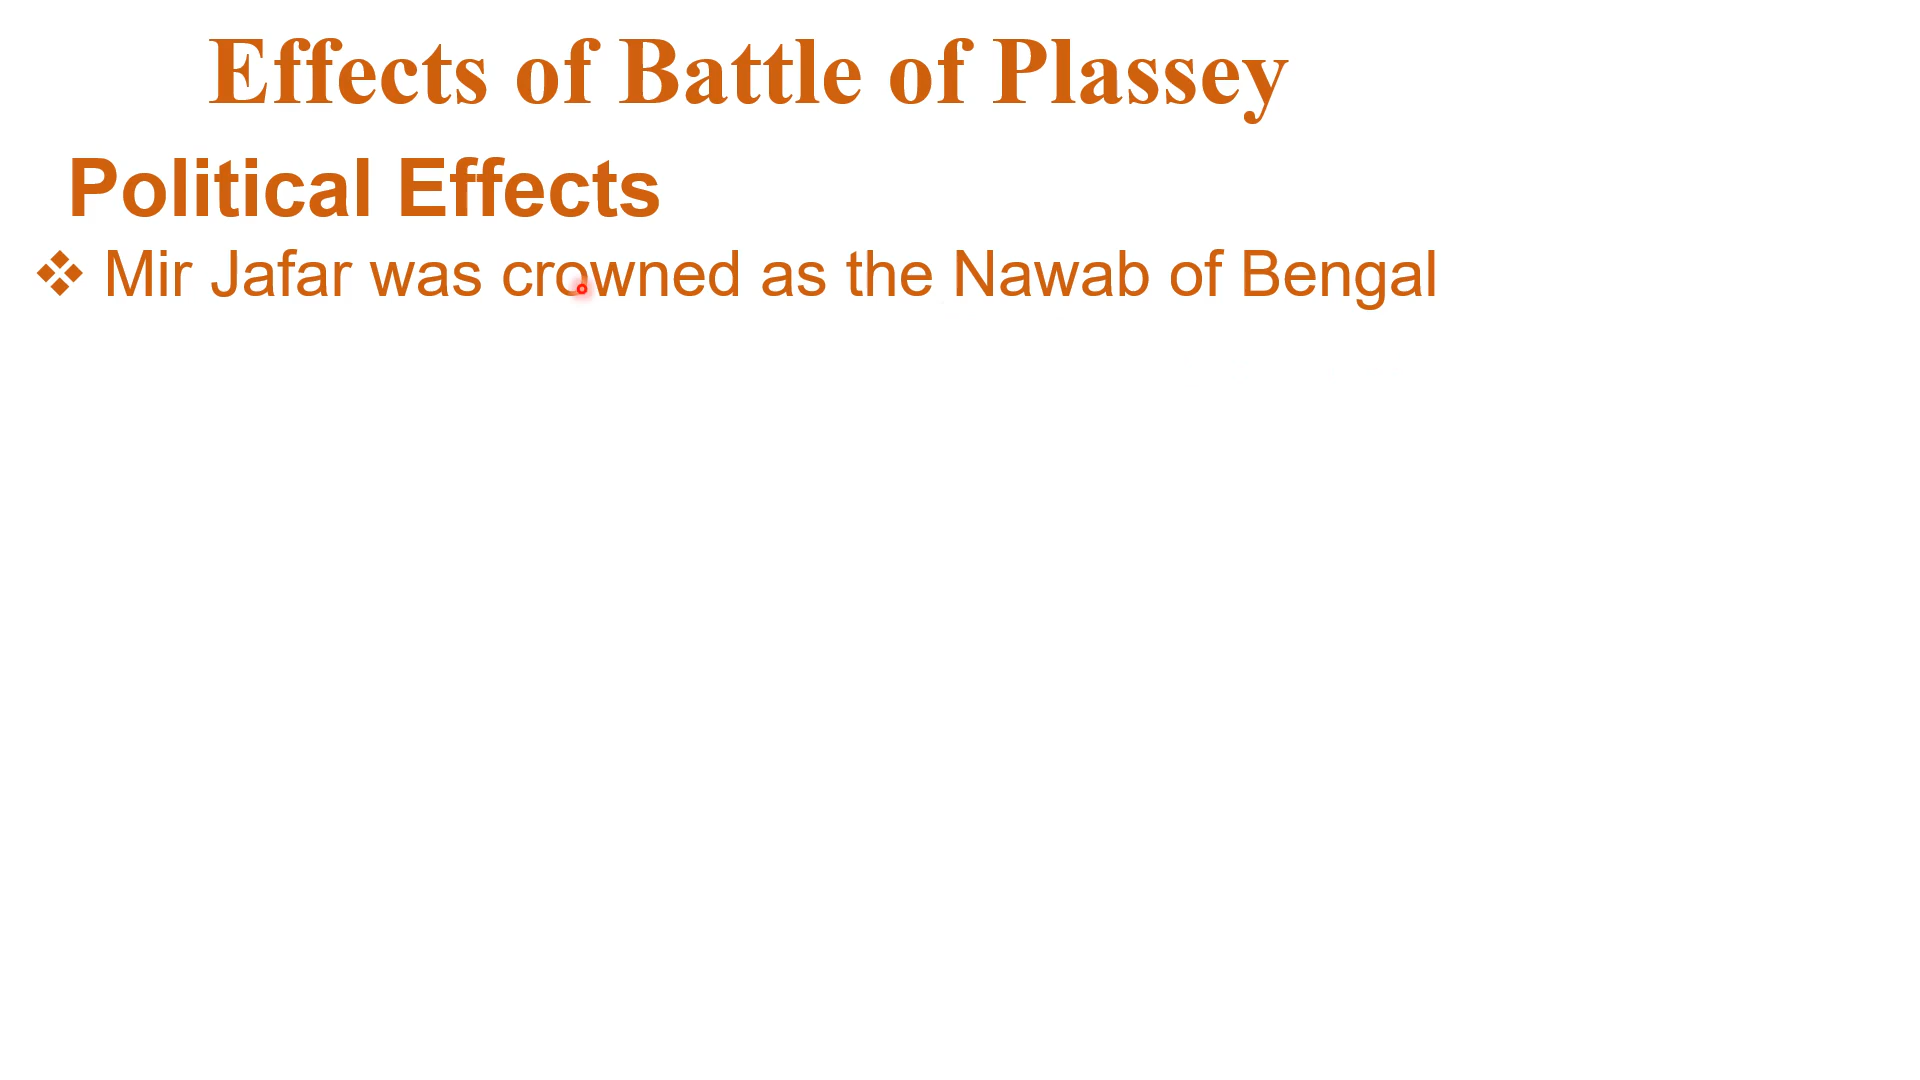 Effects of Battle of Plassey
Political Effects
❖ Mir Jafar was crowned as the Nawab of Bengal